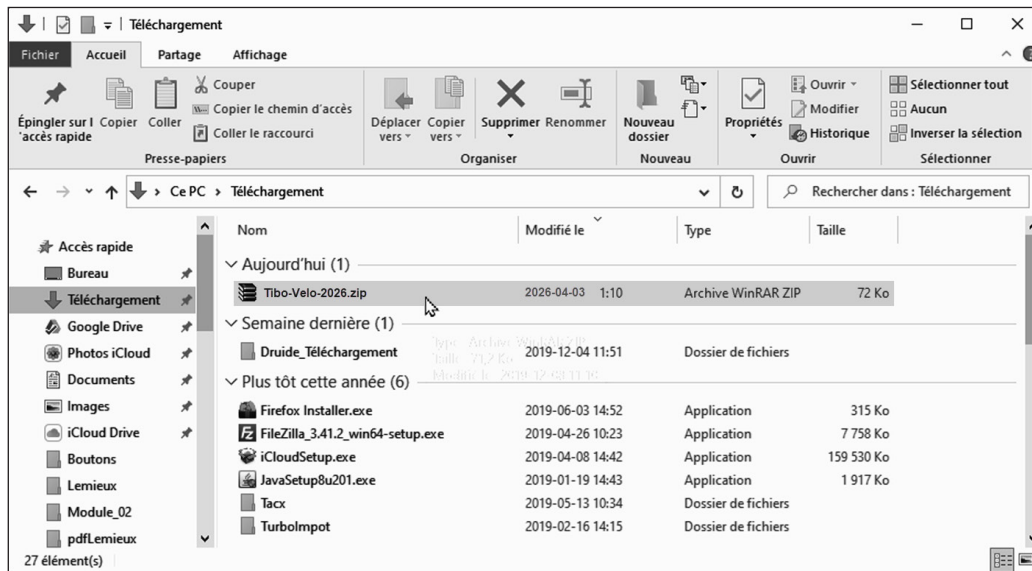 Téléchargement
Fichier Accueil Partage Affichage
Épingler sur l
'accès rapide
Copier
Coller
Couper
Copier le chemin d'accès
Coller le raccourci
Presse-papiers
Déplacer
vers
Copier
vers
Supprimer
Renommer
Organiser
Nouveau
dossier
Nouveau
Propriétés
Ouvrir
Modifier
Historique
Ouvrir
Sélectionner tout
Aucun
Inverser la sélection
Sélectionner
Ce PC > Téléchargement
Rechercher dans : Téléchargement
Accès rapide
Bureau
Téléchargement
Google Drive
Photos iCloud
Documents
Images
iCloud Drive
Boutons
Lemieux
Module_02
pdfLemieux
Nom Modifié le Type Taille
Aujourd'hui (1)
Tibo-Velo-2026.zip 2026-04-03 1:10 Archive WinRAR ZIP 72 Ko
Semaine dernière (1)
Druide_Téléchargement 2019-12-04 11:51 Dossier de fichiers
Plus tôt cette année (6)
Firefox Installer.exe 2019-06-03 14:52 Application 315 Ko
FileZilla_3.41.2_win64-setup.exe 2019-04-26 10:23 Application 7 758 Ko
iCloudSetup.exe 2019-04-08 14:42 Application 159 530 Ko
JavaSetup8u201.exe 2019-01-19 14:43 Application 1 917 Ko
Tacx 2019-05-13 10:34 Dossier de fichiers
TurboImpot 2019-02-16 14:15 Dossier de fichiers
27 élément(s)